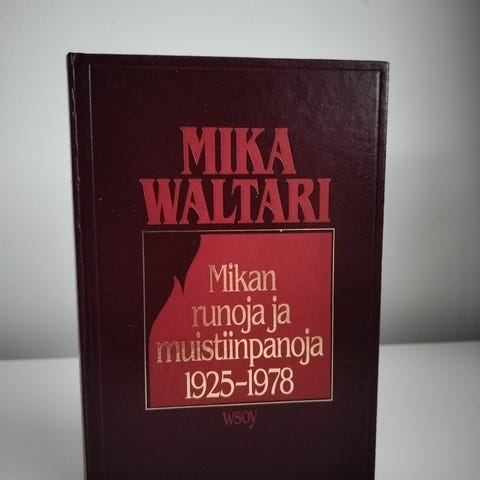 MIKA
WALTARI
Mikan
runoja ja
muistiinpanoja
1925-1978
wsoy